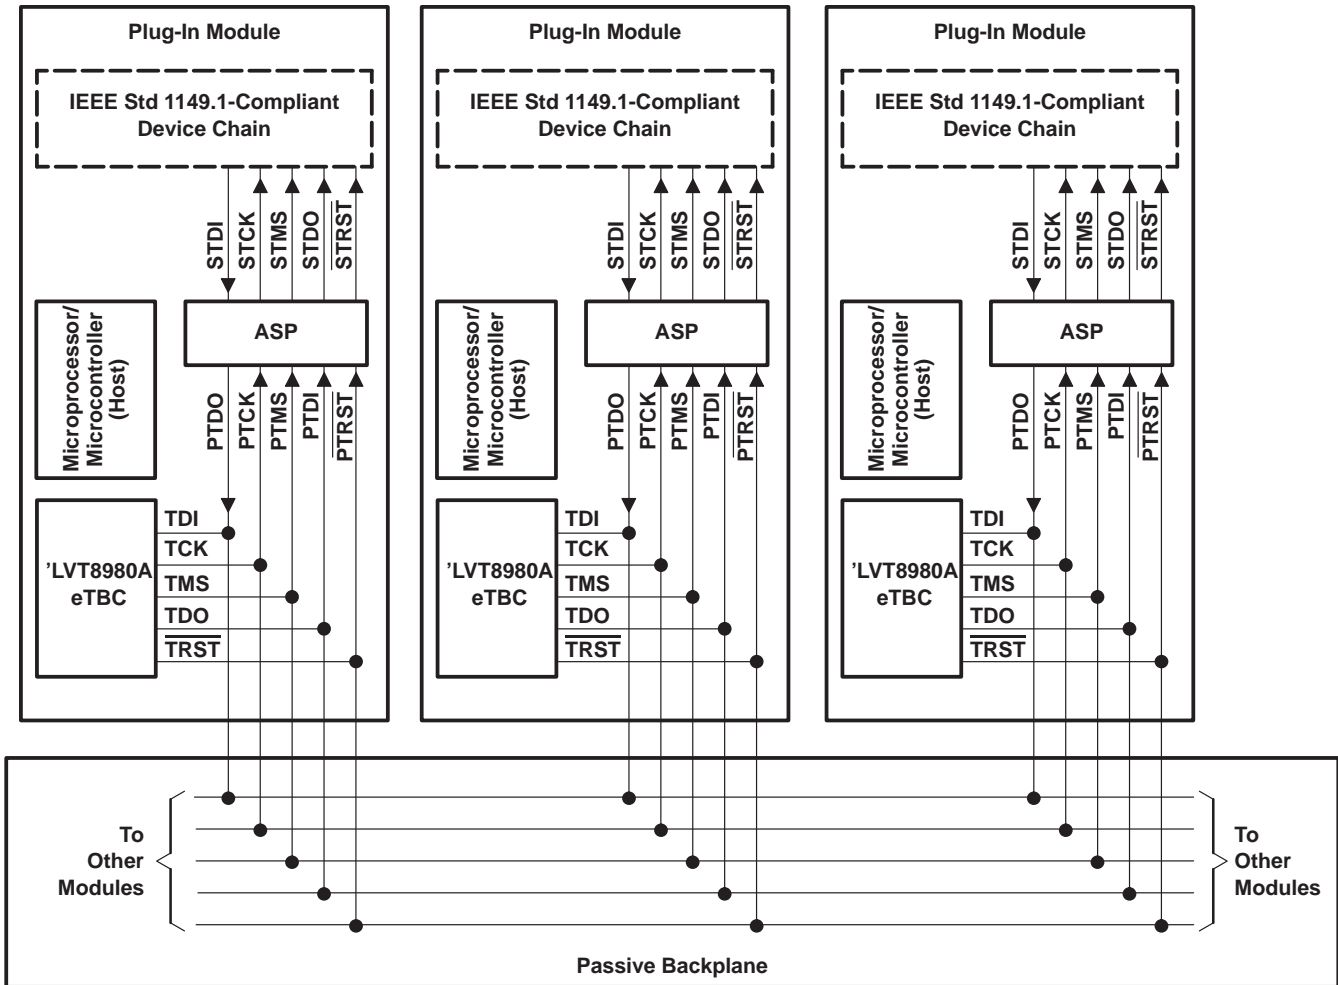 Plug-In Module
IEEE Std 1149.1-Compliant
Device Chain
STDI
STCK
STMS
STDO
STRST
Microprocessor/
Microcontroller
(Host)
ASP
PTDO
PTCK
PTMS
PTDI
PTRST
'LVT8980A
eTBC
TDI
TCK
TMS
TDO
TRST
Plug-In Module
IEEE Std 1149.1-Compliant
Device Chain
STDI
STCK
STMS
STDO
STRST
Microprocessor/
Microcontroller
(Host)
ASP
PTDO
PTCK
PTMS
PTDI
PTRST
'LVT8980A
eTBC
TDI
TCK
TMS
TDO
TRST
Plug-In Module
IEEE Std 1149.1-Compliant
Device Chain
STDI
STCK
STMS
STDO
STRST
Microprocessor/
Microcontroller
(Host)
ASP
PTDO
PTCK
PTMS
PTDI
PTRST
'LVT8980A
eTBC
TDI
TCK
TMS
TDO
TRST
To
Other
Modules
To
Other
Modules
Passive Backplane